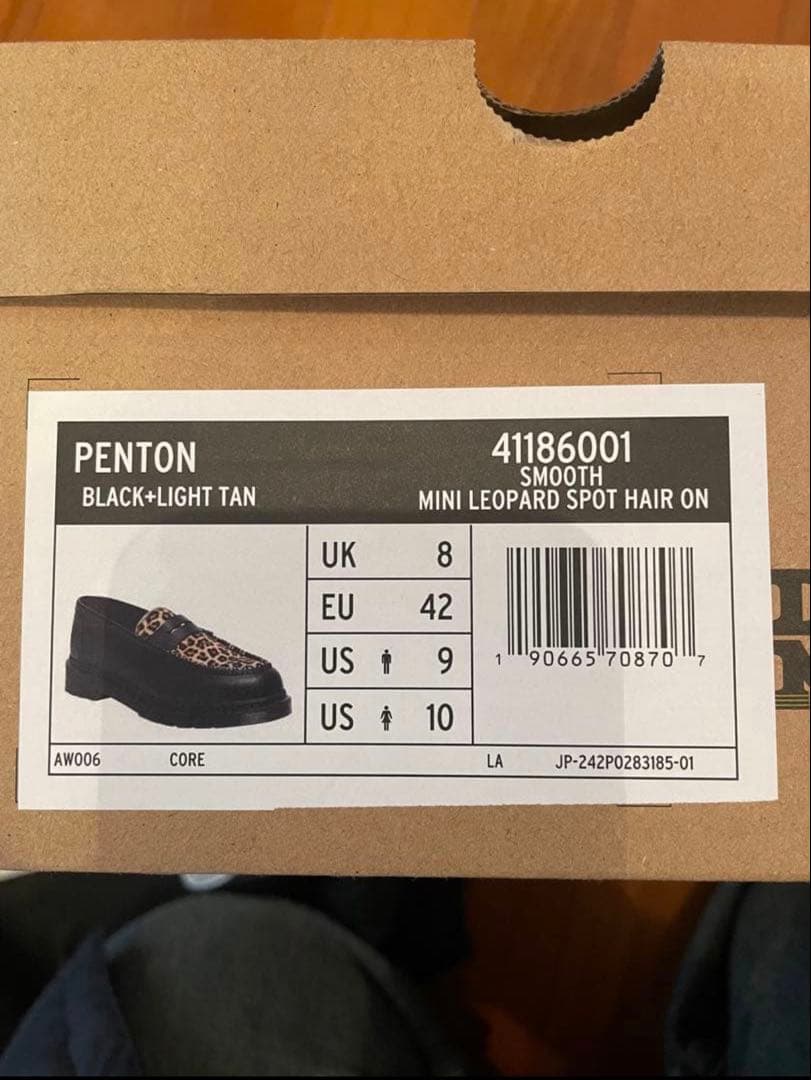 PENTON
BLACK+LIGHT TAN
41186001
SMOOTH
MINI LEOPARD SPOT HAIR ON
UK 8
EU 42
US 9
US 10
1 90665 70870 7
AW006 CORE LA JP-242P0283185-01